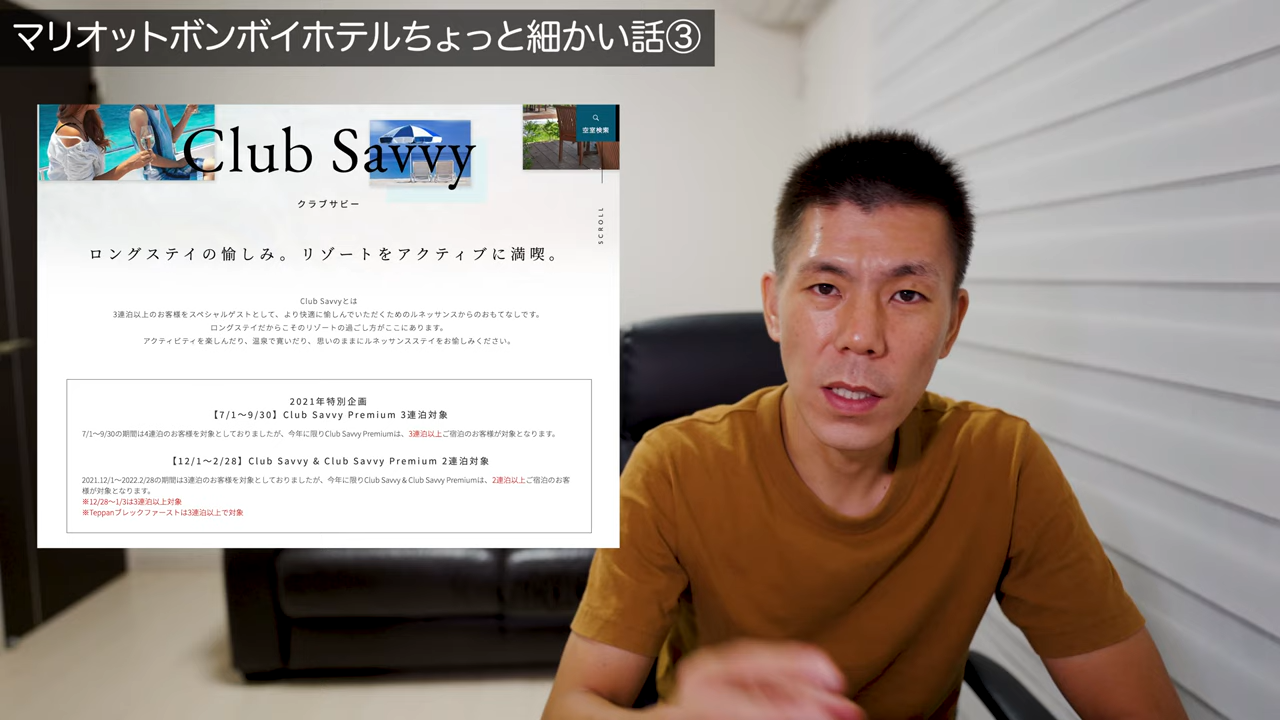 マリオットボンボイホテルちょっと細かい話③
空室検索
Club Savvy
クラブサビー
SCROLL
ロングステイの愉しみ。リゾートをアクティブに満喫。
Club Savvyとは
3連泊以上のお客様をスペシャルゲストとして、より快適に愉しんでいただくためのルネッサンスからのおもてなしです。
ロングステイだからこそのリゾートの過ごし方がここにあります。
アクティビティを楽しんだり、温泉で寛いだり、思いのままにルネッサンスステイをお愉しみください。
2021年特別企画
【7/1〜9/30】Club Savvy Premium 3連泊対象
7/1〜9/30の期間は4連泊のお客様を対象としておりましたが、今年に限りClub Savvy Premiumは、3連泊以上ご宿泊のお客様が対象となります。
【12/1〜2/28】Club Savvy & Club Savvy Premium 2連泊対象
2021.12/1〜2022.2/28の期間は3連泊のお客様を対象としておりましたが、今年に限りClub Savvy & Club Savvy Premiumは、2連泊以上ご宿泊のお客
様が対象となります。
※12/28〜1/3は3連泊以上対象
※Teppanブレックファーストは3連泊以上で対象